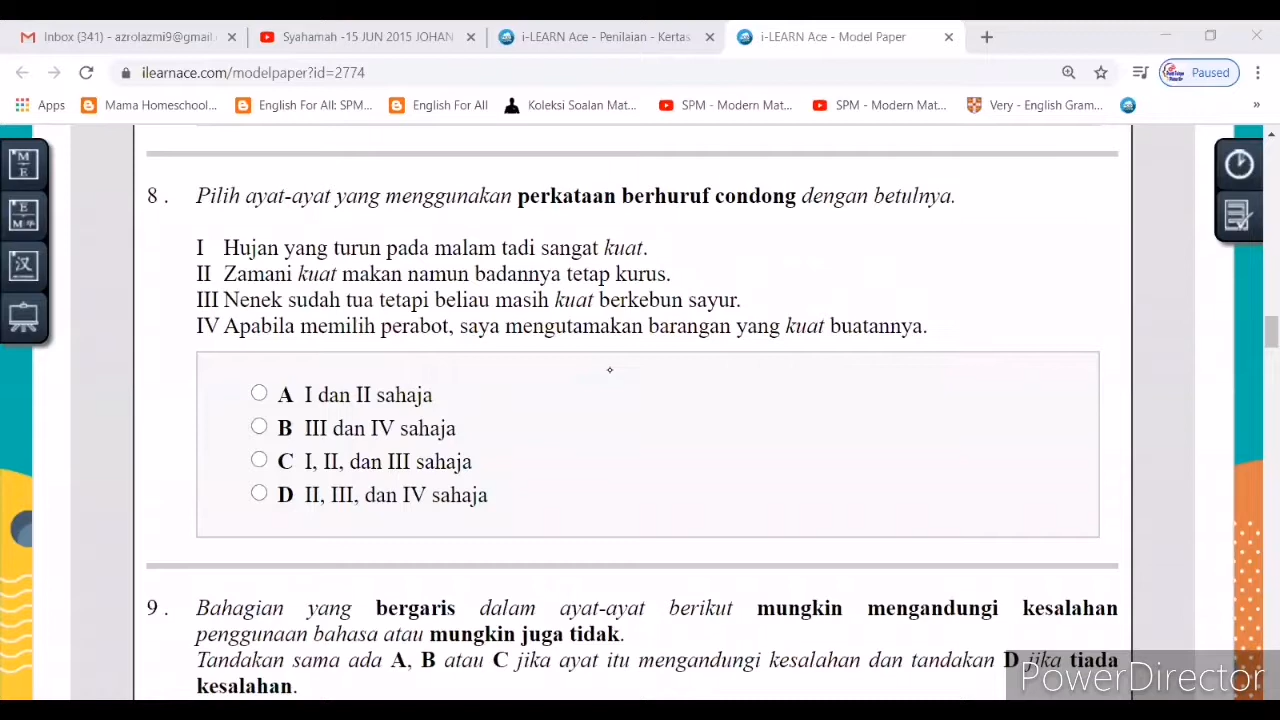 Inbox (341) - azrolazmi9@gmail.
Syahamah -15 JUN 2015 JOHAN
i-LEARN Ace - Penilaian - Kertas
i-LEARN Ace - Model Paper
ilearnace.com/modelpaper?id=2774
Paused
Apps
Mama Homeschool...
English For All: SPM...
English For All
Koleksi Soalan Mat...
SPM - Modern Mat...
SPM - Modern Mat...
Very - English Gram...
»
8 . Pilih ayat-ayat yang menggunakan perkataan berhuruf condong dengan betulnya.
I Hujan yang turun pada malam tadi sangat kuat.
II Zamani kuat makan namun badannya tetap kurus.
III Nenek sudah tua tetapi beliau masih kuat berkebun sayur.
IV Apabila memilih perabot, saya mengutamakan barangan yang kuat buatannya.
A I dan II sahaja
B III dan IV sahaja
C I, II, dan III sahaja
D II, III, dan IV sahaja
9 . Bahagian yang bergaris dalam ayat-ayat berikut mungkin mengandungi kesalahan
penggunaan bahasa atau mungkin juga tidak.
Tandakan sama ada A, B atau C jika ayat itu mengandungi kesalahan dan tandakan D jika tiada
kesalahan.
M
E
E
M
汉
PowerDirector